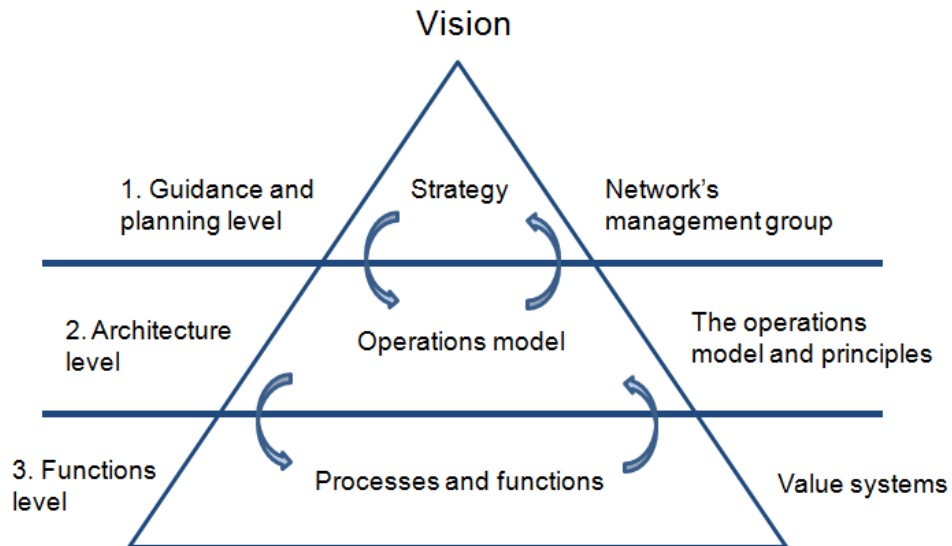 Vision
1. Guidance and
planning level
Strategy
Network's
management group
2. Architecture
level
Operations model
The operations
model and principles
3. Functions
level
Processes and functions
Value systems